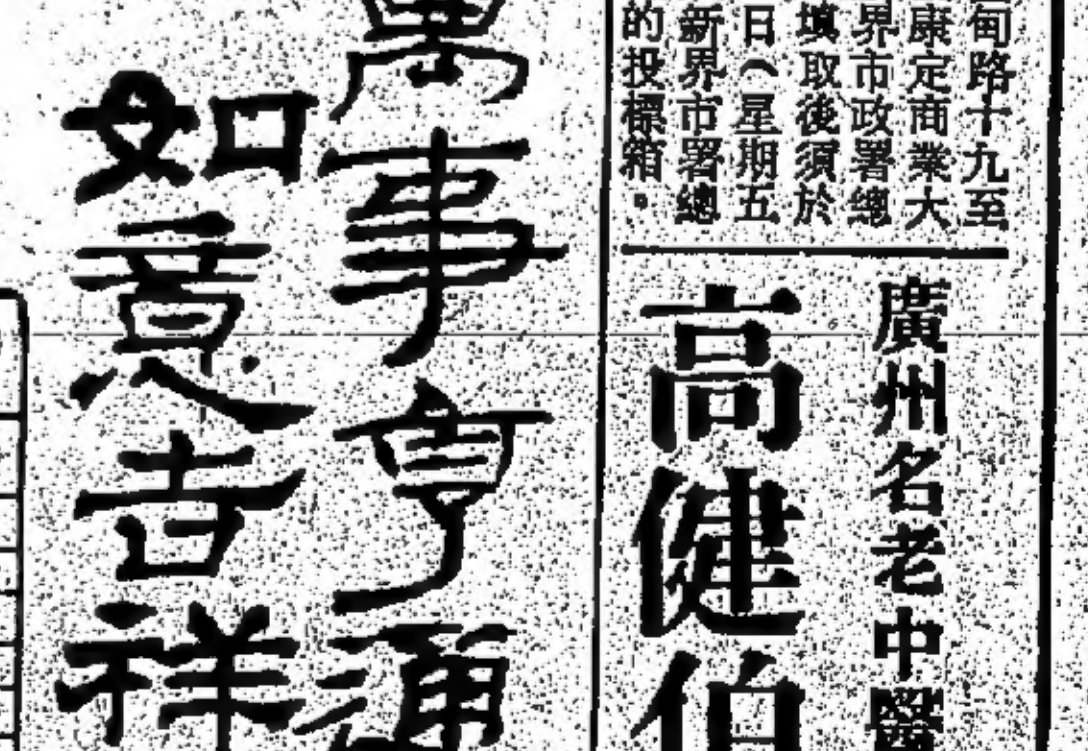 甸路十九至
康定商業大
界市政署總
填取後須於
日（星期五
新界市署總
的投標箱。
廣州名老中醫
高健伯
萬事亨通
如意吉祥